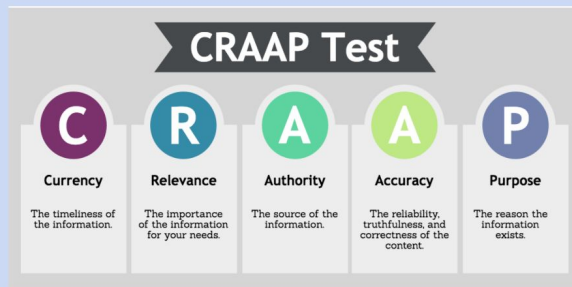 CRAAP Test
C
R
A
A
P
Currency
Relevance
Authority
Accuracy
Purpose
The timeliness of
the information.
The importance
of the information
for your needs.
The source of the
information.
The reliability,
truthfulness, and
correctness of the
content.
The reason the
information
exists.